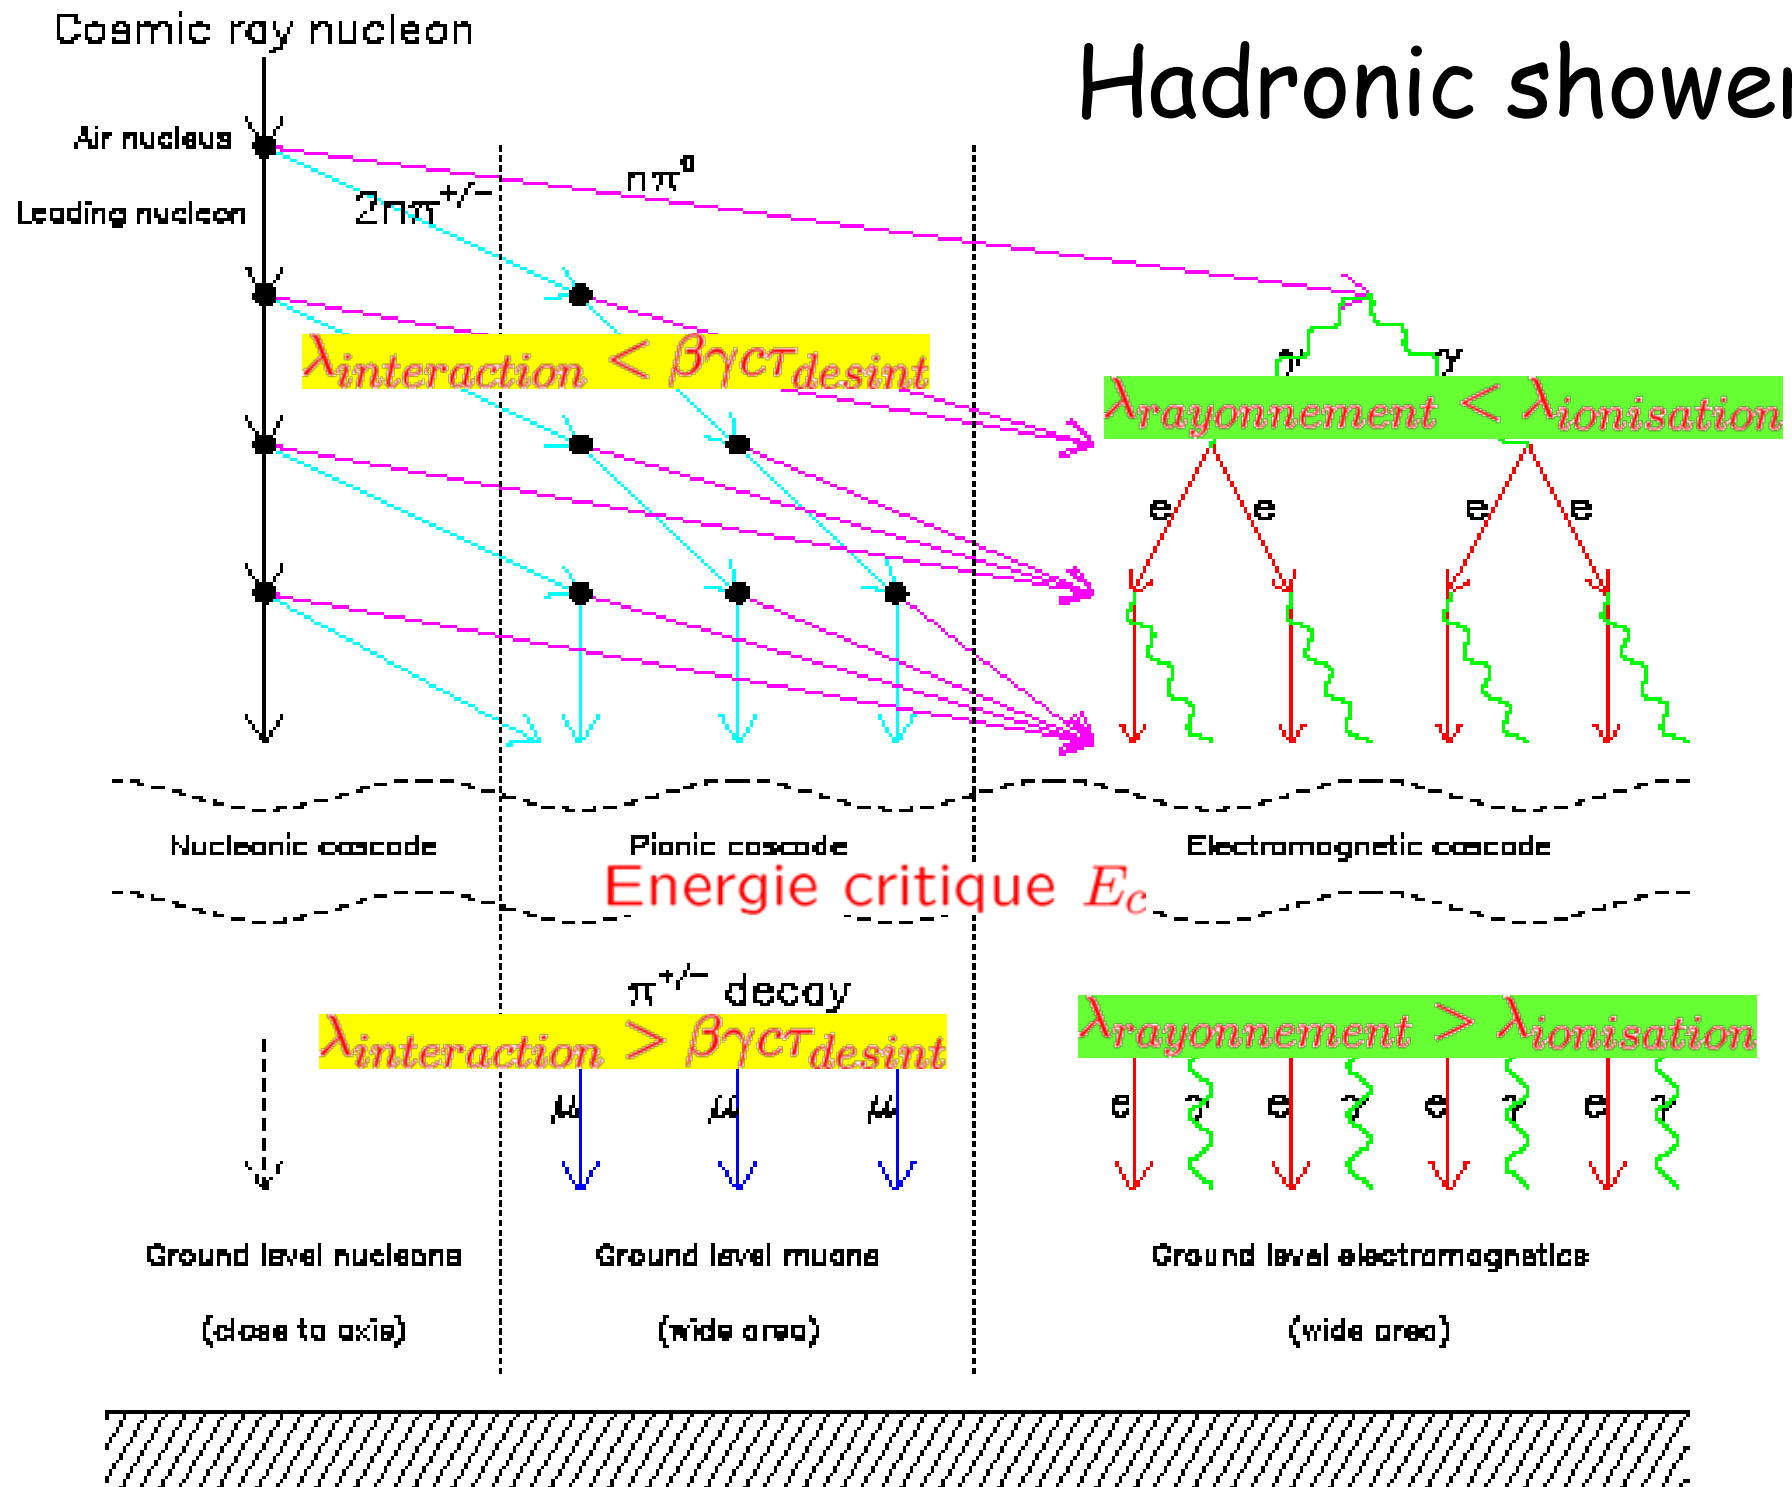 Cosmic ray nucleon
Hadronic shower
Air nucleus
nπ⁰
Leading nucleon
2nπ⁺/⁻
λinteraction < βγcτdesint
γ γ
λrayonnement < λionisation
e e e e
Nucleonic cascade
Pionic cascade
Electromagnetic cascade
Energie critique Ec
π⁺/⁻ decay
λinteraction > βγcτdesint
λrayonnement > λionisation
μ μ μ
e γ e γ e γ e γ
Ground level nucleons
(close to axis)
Ground level muons
(wide area)
Ground level electromagnetics
(wide area)